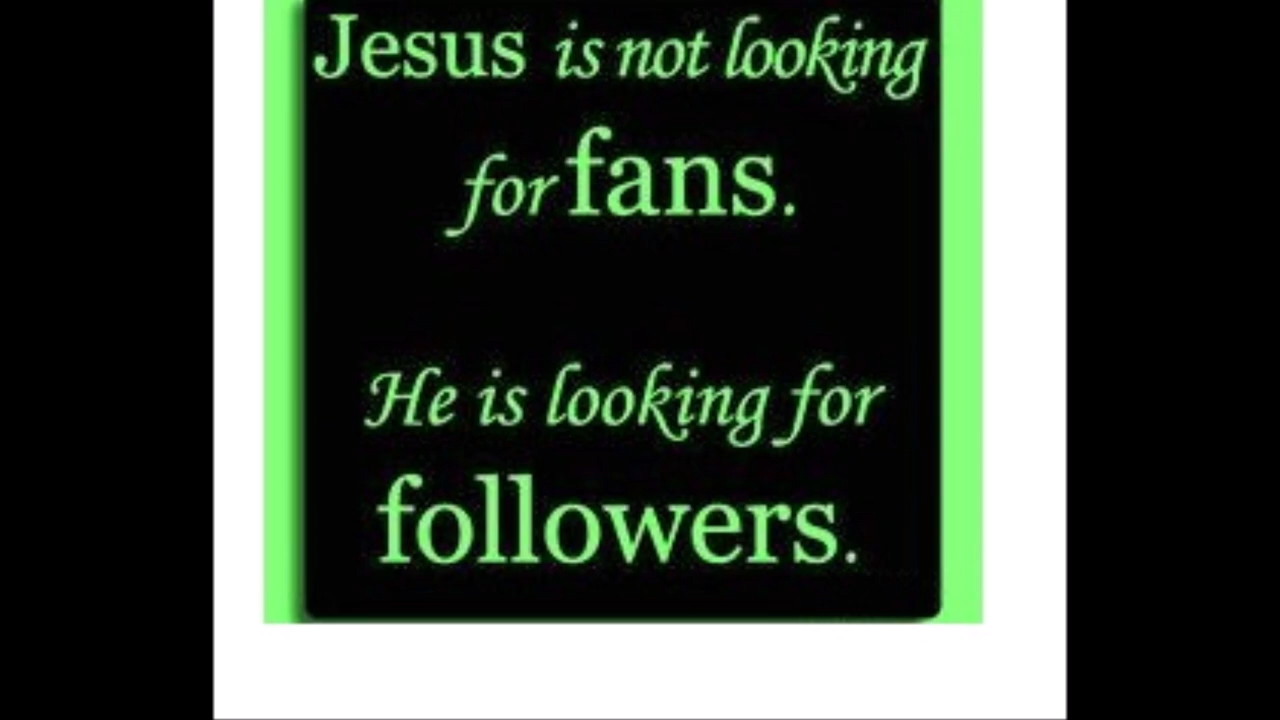 Jesus is not looking
for fans.
He is looking for
followers.